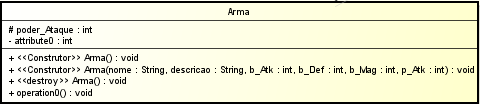 Arma
# poder_Ataque : int
- attribute0 : int
+ <<Construtor>> Arma() : void
+ <<Construtor>> Arma(nome : String, descricao : String, b_Atk : int, b_Def : int, b_Mag : int, p_Atk : int) : void
+ <<destroy>> Arma() : void
+ operation0() : void